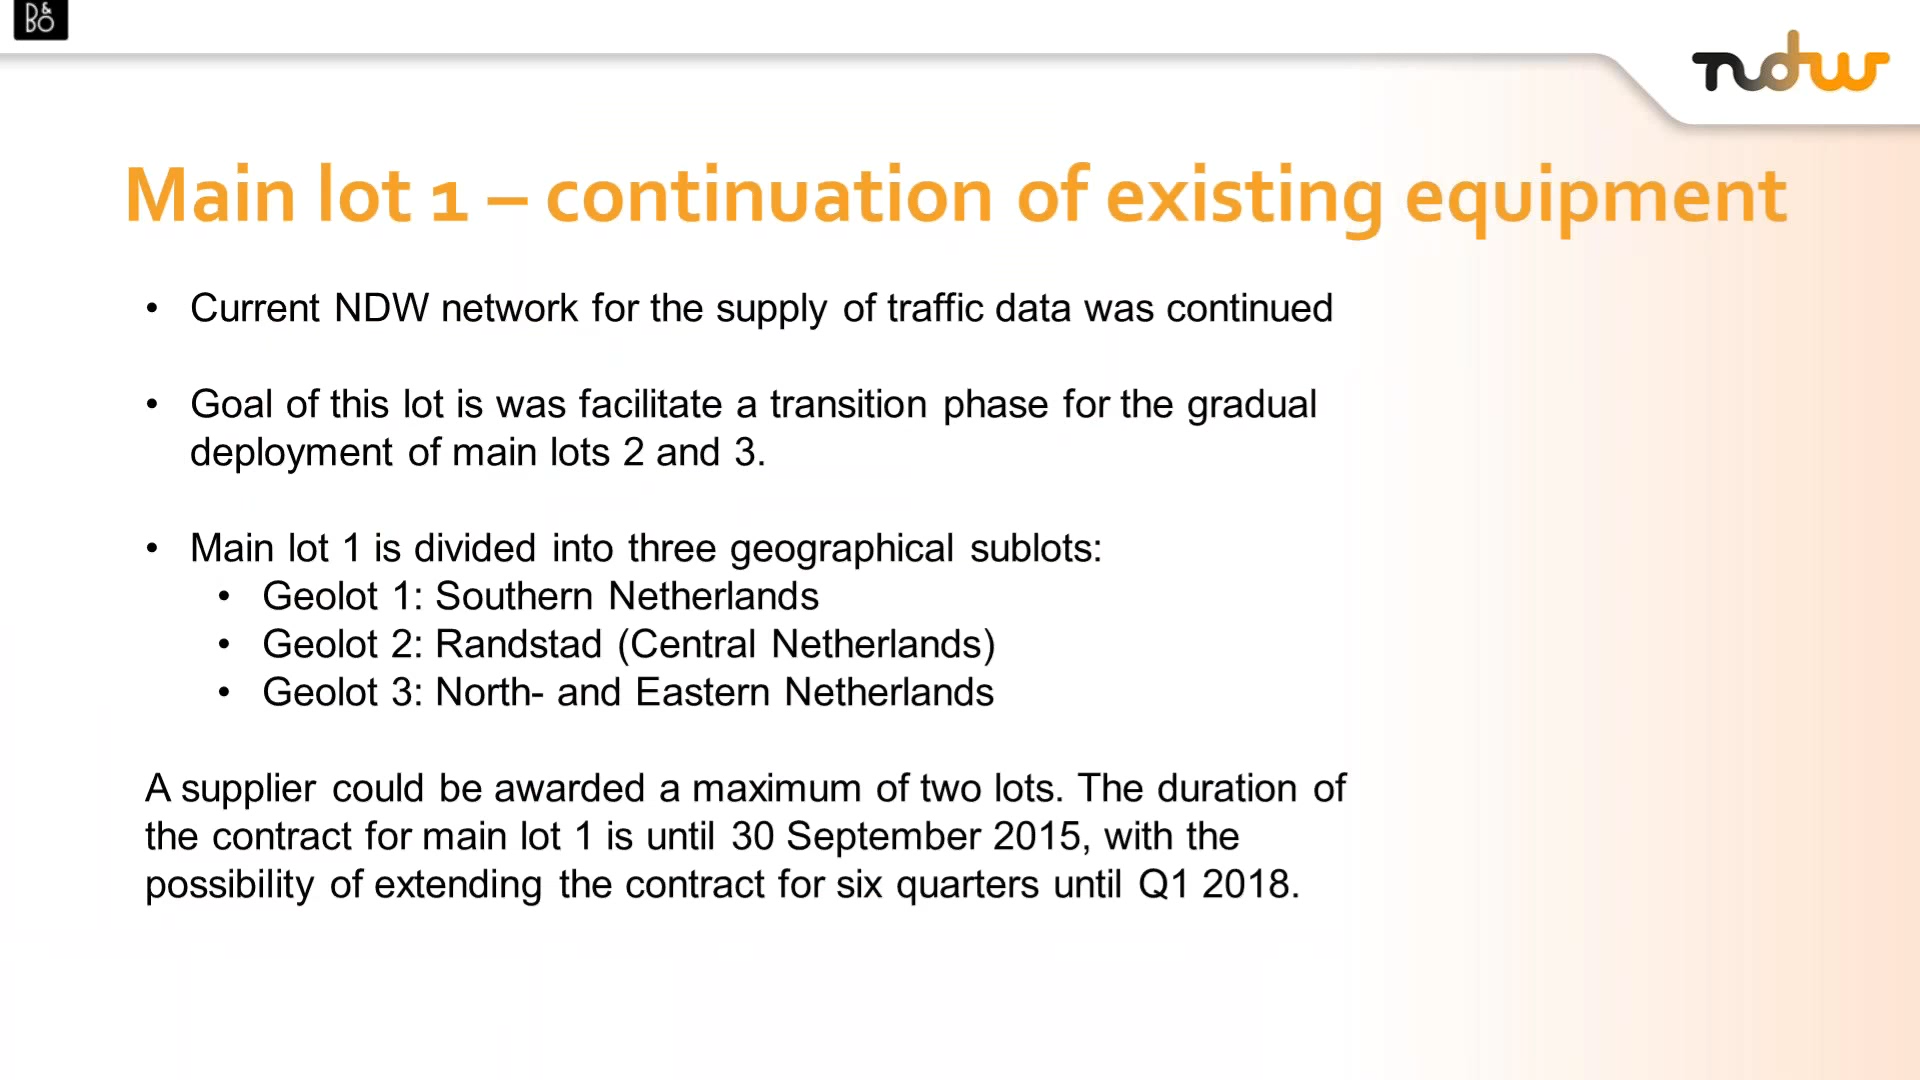 B&O
ndw
Main lot 1 – continuation of existing equipment
• Current NDW network for the supply of traffic data was continued
• Goal of this lot is was facilitate a transition phase for the gradual
deployment of main lots 2 and 3.
• Main lot 1 is divided into three geographical sublots:
• Geolot 1: Southern Netherlands
• Geolot 2: Randstad (Central Netherlands)
• Geolot 3: North- and Eastern Netherlands
A supplier could be awarded a maximum of two lots. The duration of
the contract for main lot 1 is until 30 September 2015, with the
possibility of extending the contract for six quarters until Q1 2018.